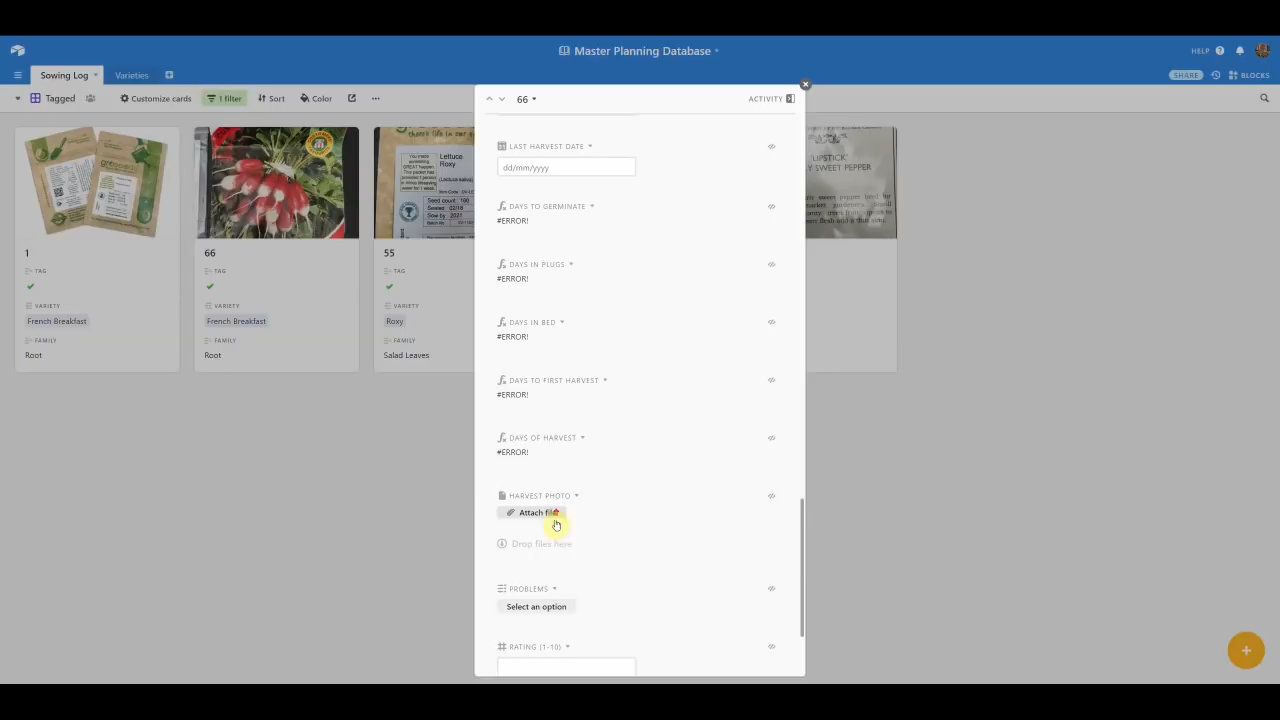 Master Planning Database
HELP
Sowing Log
Varieties
SHARE
BLOCKS
Tagged
Customize cards
1 filter
Sort
Color
66
ACTIVITY
LAST HARVEST DATE
dd/mm/yyyy
DAYS TO GERMINATE
#ERROR!
DAYS IN PLUGS
#ERROR!
DAYS IN BED
#ERROR!
DAYS TO FIRST HARVEST
#ERROR!
DAYS OF HARVEST
#ERROR!
HARVEST PHOTO
Attach file
Drop files here
PROBLEMS
Select an option
RATING (1-10)
1
TAG
VARIETY
French Breakfast
FAMILY
Root
66
TAG
VARIETY
French Breakfast
FAMILY
Root
Lettuce
Roxy
55
TAG
VARIETY
Roxy
FAMILY
Salad Leaves
LIPSTICK'
Y SWEET PEPPER